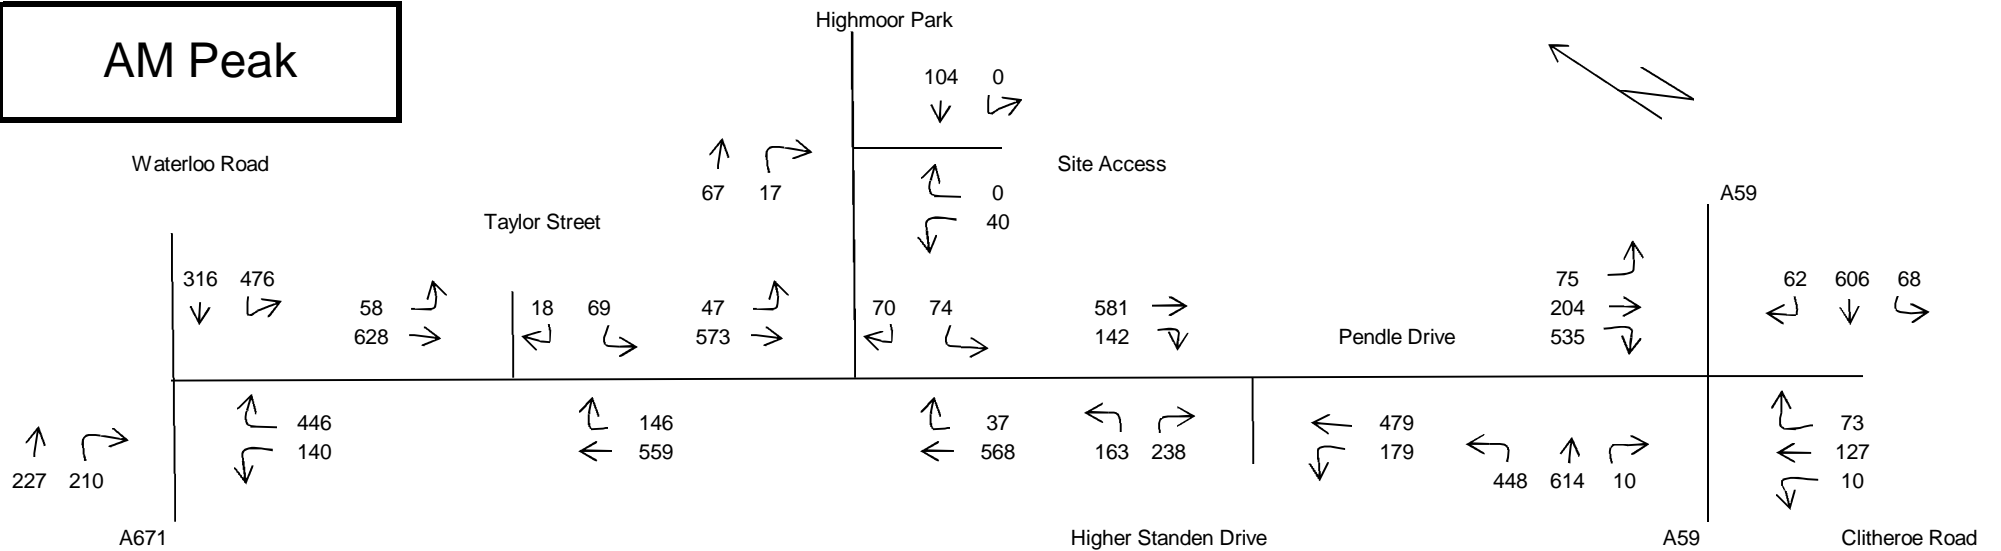 Highmoor Park
AM Peak
104 0
Waterloo Road
Site Access
67 17
0
A59
Taylor Street
40
316 476
75
62 606 68
58
18 69
47
70 74
581
204
628
573
142
Pendle Drive
535
446
146
37
479
73
140
559
568
163 238
179
127
227 210
448 614 10
10
A671
Higher Standen Drive
A59
Clitheroe Road